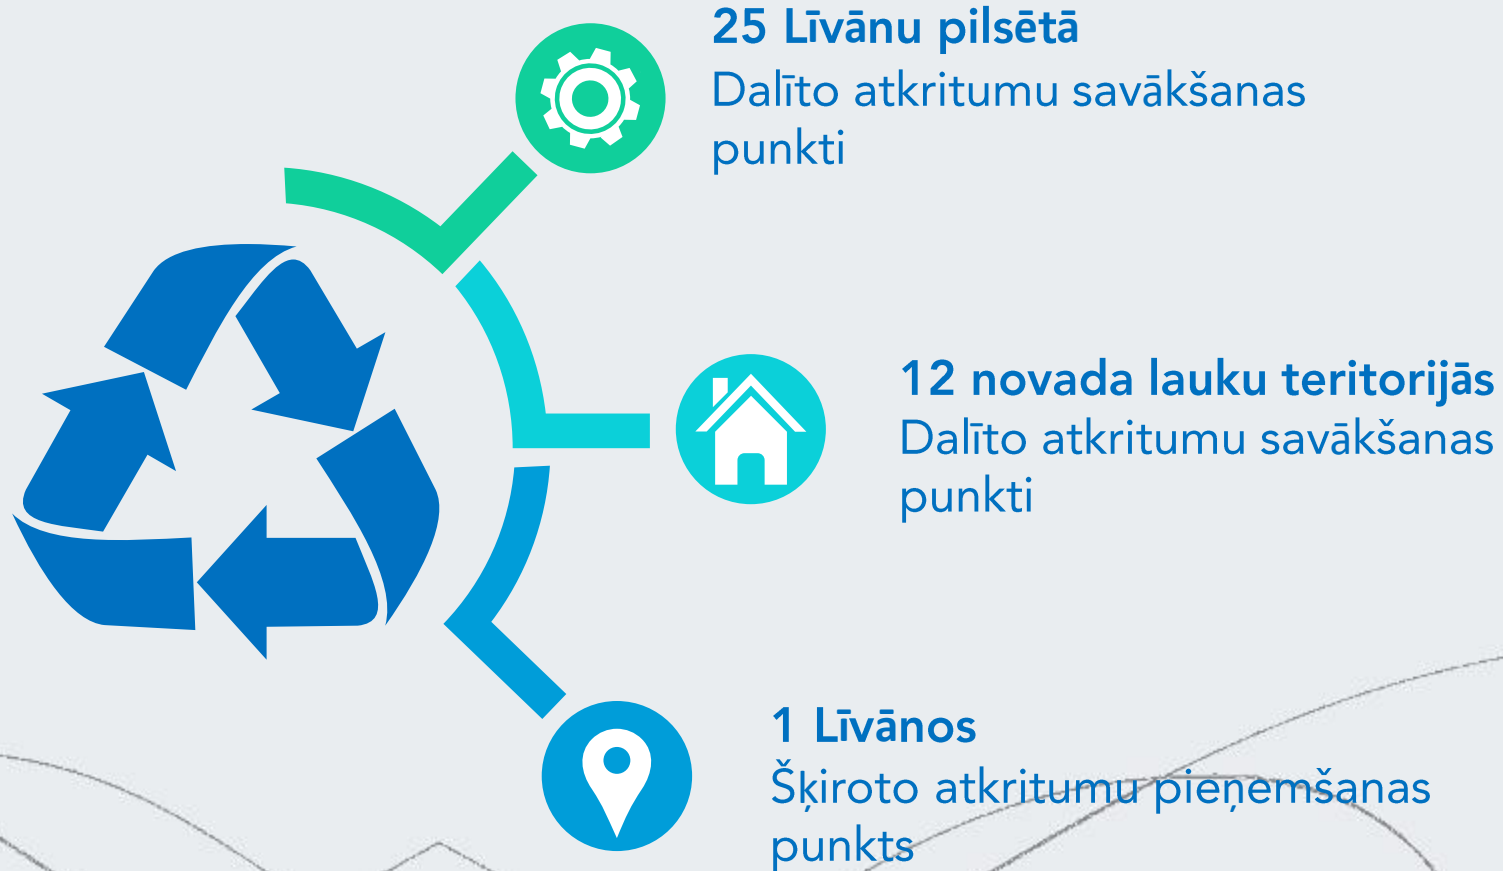 25 Līvānu pilsētā
Dalīto atkritumu savākšanas
punkti
12 novada lauku teritorijās
Dalīto atkritumu savākšanas
punkti
1 Līvānos
Šķiroto atkritumu pieņemšanas
punkts